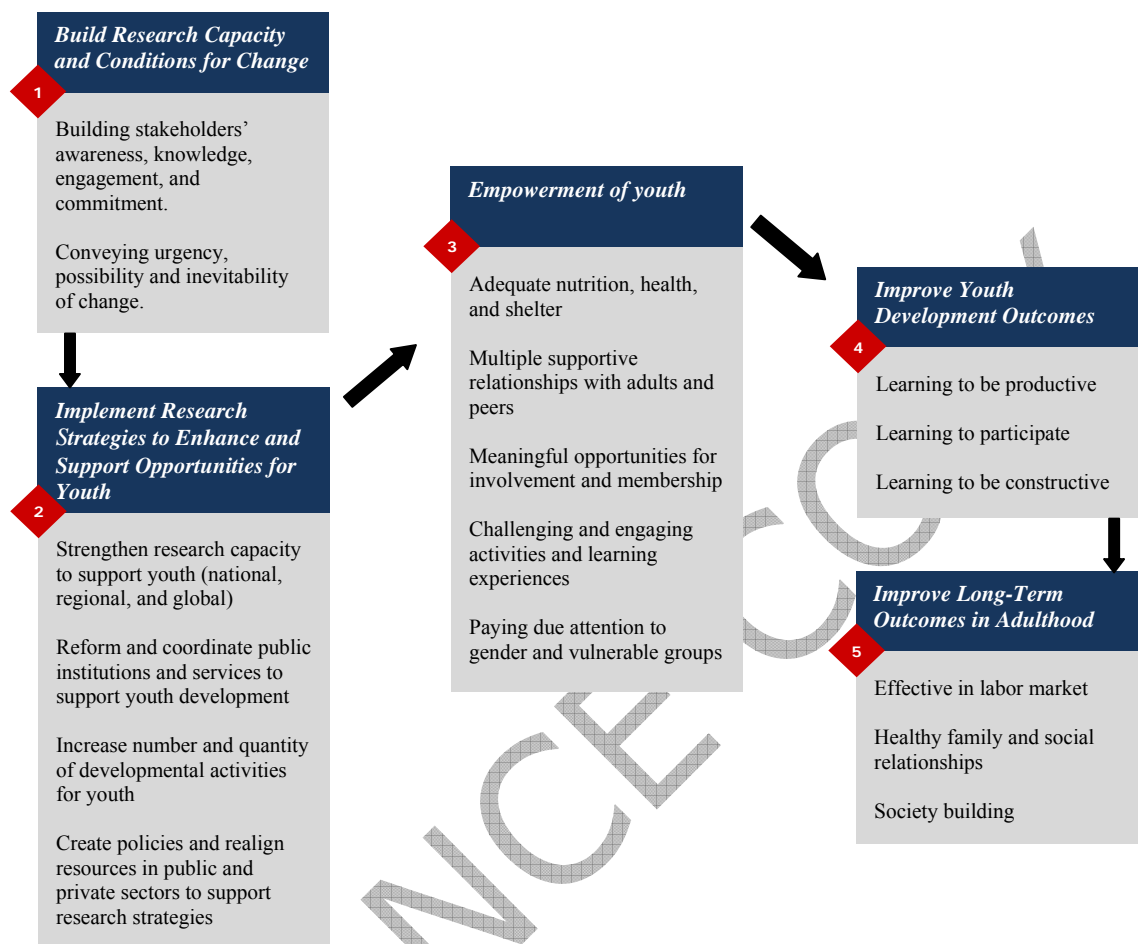 Build Research Capacity
and Conditions for Change
1
Building stakeholders’
awareness, knowledge,
engagement, and
commitment.
Conveying urgency,
possibility and inevitability
of change.
Implement Research
Strategies to Enhance and
Support Opportunities for
Youth
2
Strengthen research capacity
to support youth (national,
regional, and global)
Reform and coordinate public
institutions and services to
support youth development
Increase number and quantity
of developmental activities
for youth
Create policies and realign
resources in public and
private sectors to support
research strategies
Empowerment of youth
3
Adequate nutrition, health,
and shelter
Multiple supportive
relationships with adults and
peers
Meaningful opportunities for
involvement and membership
Challenging and engaging
activities and learning
experiences
Paying due attention to
gender and vulnerable groups
Improve Youth
Development Outcomes
4
Learning to be productive
Learning to participate
Learning to be constructive
Improve Long-Term
Outcomes in Adulthood
5
Effective in labor market
Healthy family and social
relationships
Society building